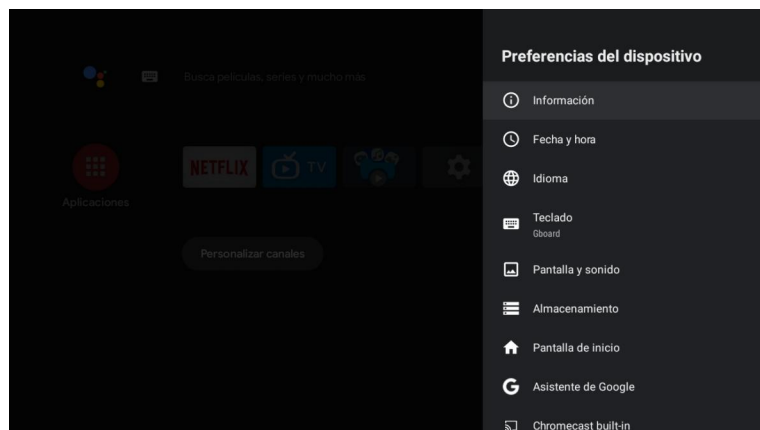 Preferencias del dispositivo
Busca películas, series y mucho más
Información
Fecha y hora
NETFLIX
TV
Idioma
Aplicaciones
Teclado
Gboard
Personalizar canales
Pantalla y sonido
Almacenamiento
Pantalla de inicio
G
Asistente de Google
Chromecast built-in